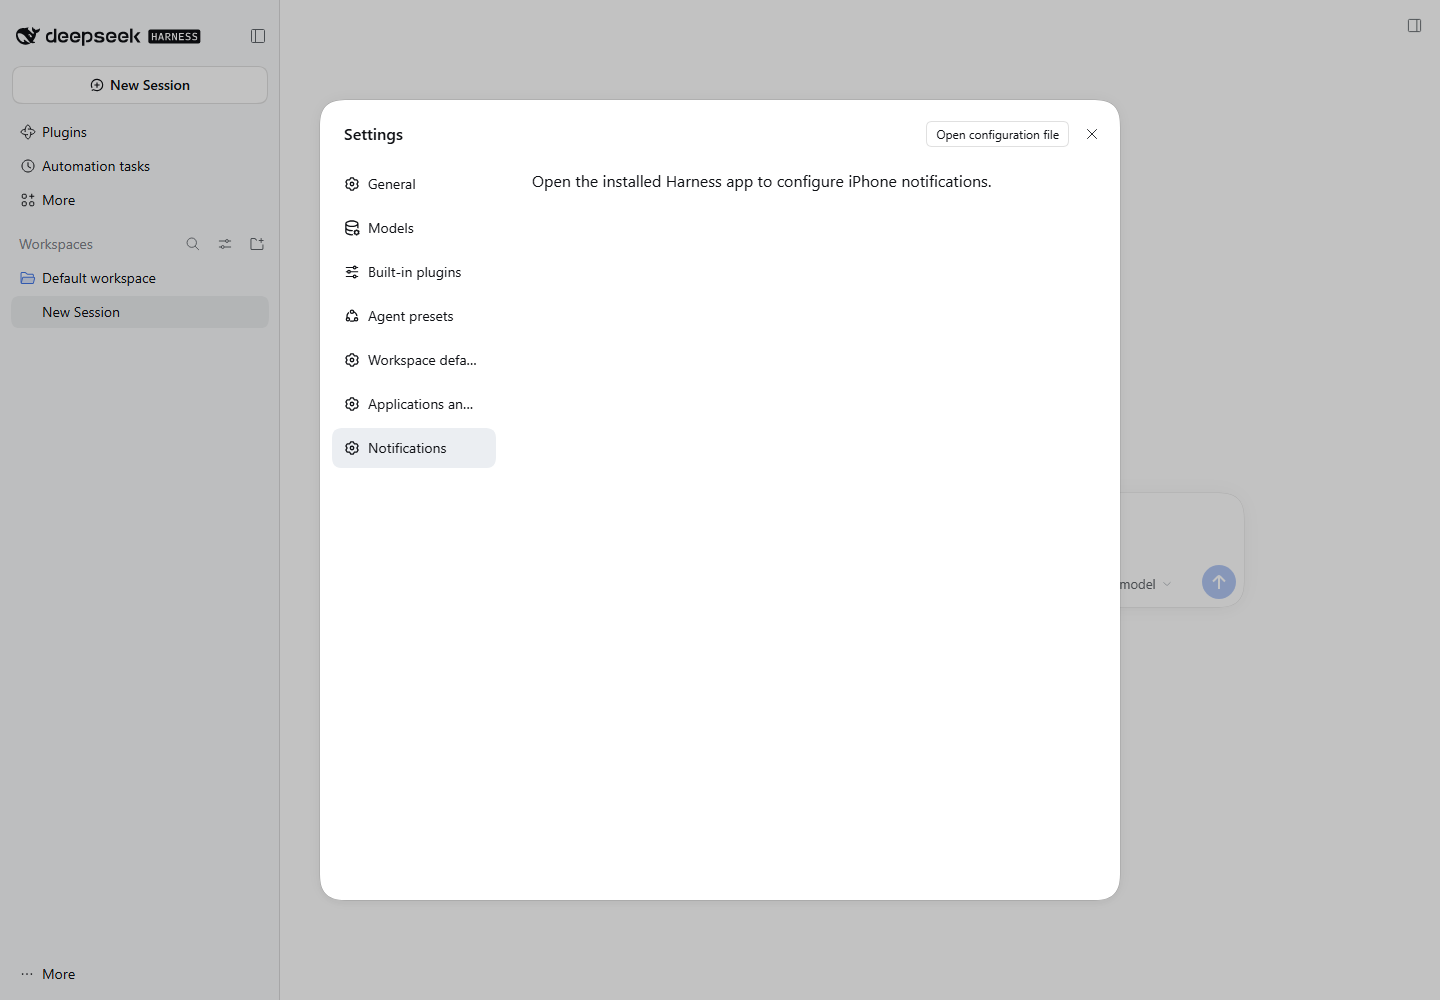 deepseek HARNESS
New Session
Plugins
Automation tasks
More
Workspaces
Default workspace
New Session
More
Settings
Open configuration file
General
Models
Built-in plugins
Agent presets
Workspace defa...
Applications an...
Notifications
Open the installed Harness app to configure iPhone notifications.
model